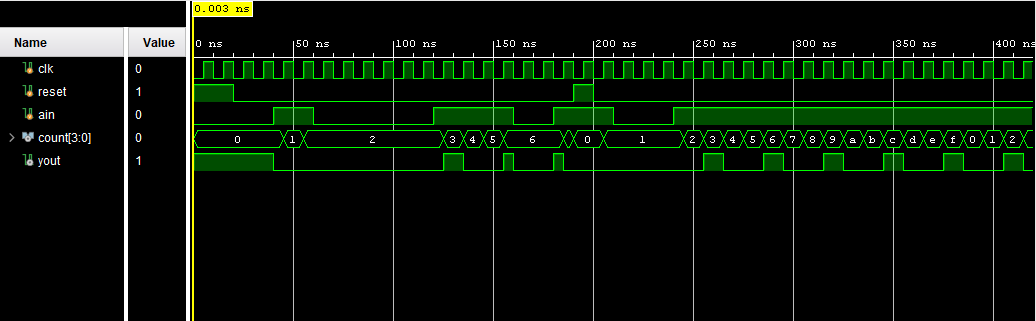 0.003 ns
Name Value
0 ns 50 ns 100 ns 150 ns 200 ns 250 ns 300 ns 350 ns 400 ns
clk 0
reset 1
ain 0
count[3:0] 0 0 1 2 3 4 5 6 0 1 2 3 4 5 6 7 8 9 a b c d e f 0 1 2
yout 1